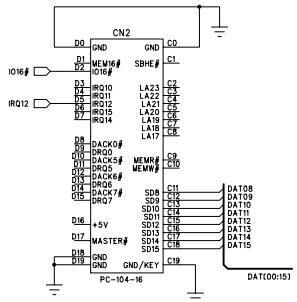 CN2
D0 GND GND C0
D1 MEM16# SBHE# C1
IO16# D2 IO16#
D3 IRQ10 LA23 C2
D4 IRQ11 LA22 C3
IRQ12 D5 IRQ12 LA21 C4
D6 IRQ15 LA20 C5
D7 IRQ14 LA19 C6
LA18 C7
LA17 C8
D8 DACK0#
D9 DRQ0 MEMR# C9
D10 DACK5# MEMW# C10
D11 DRQ5
D12 DACK6#
D13 DRQ6
D14 DACK7# SD8 C11 DAT08
D15 DRQ7 SD9 C12 DAT09
SD10 C13 DAT10
SD11 C14 DAT11
D16 +5V SD12 C15 DAT12
SD13 C16 DAT13
D17 MASTER# SD14 C17 DAT14
SD15 C18 DAT15
D18 GND
D19 GND GND/KEY C19
PC-104-16
DAT[00:15]